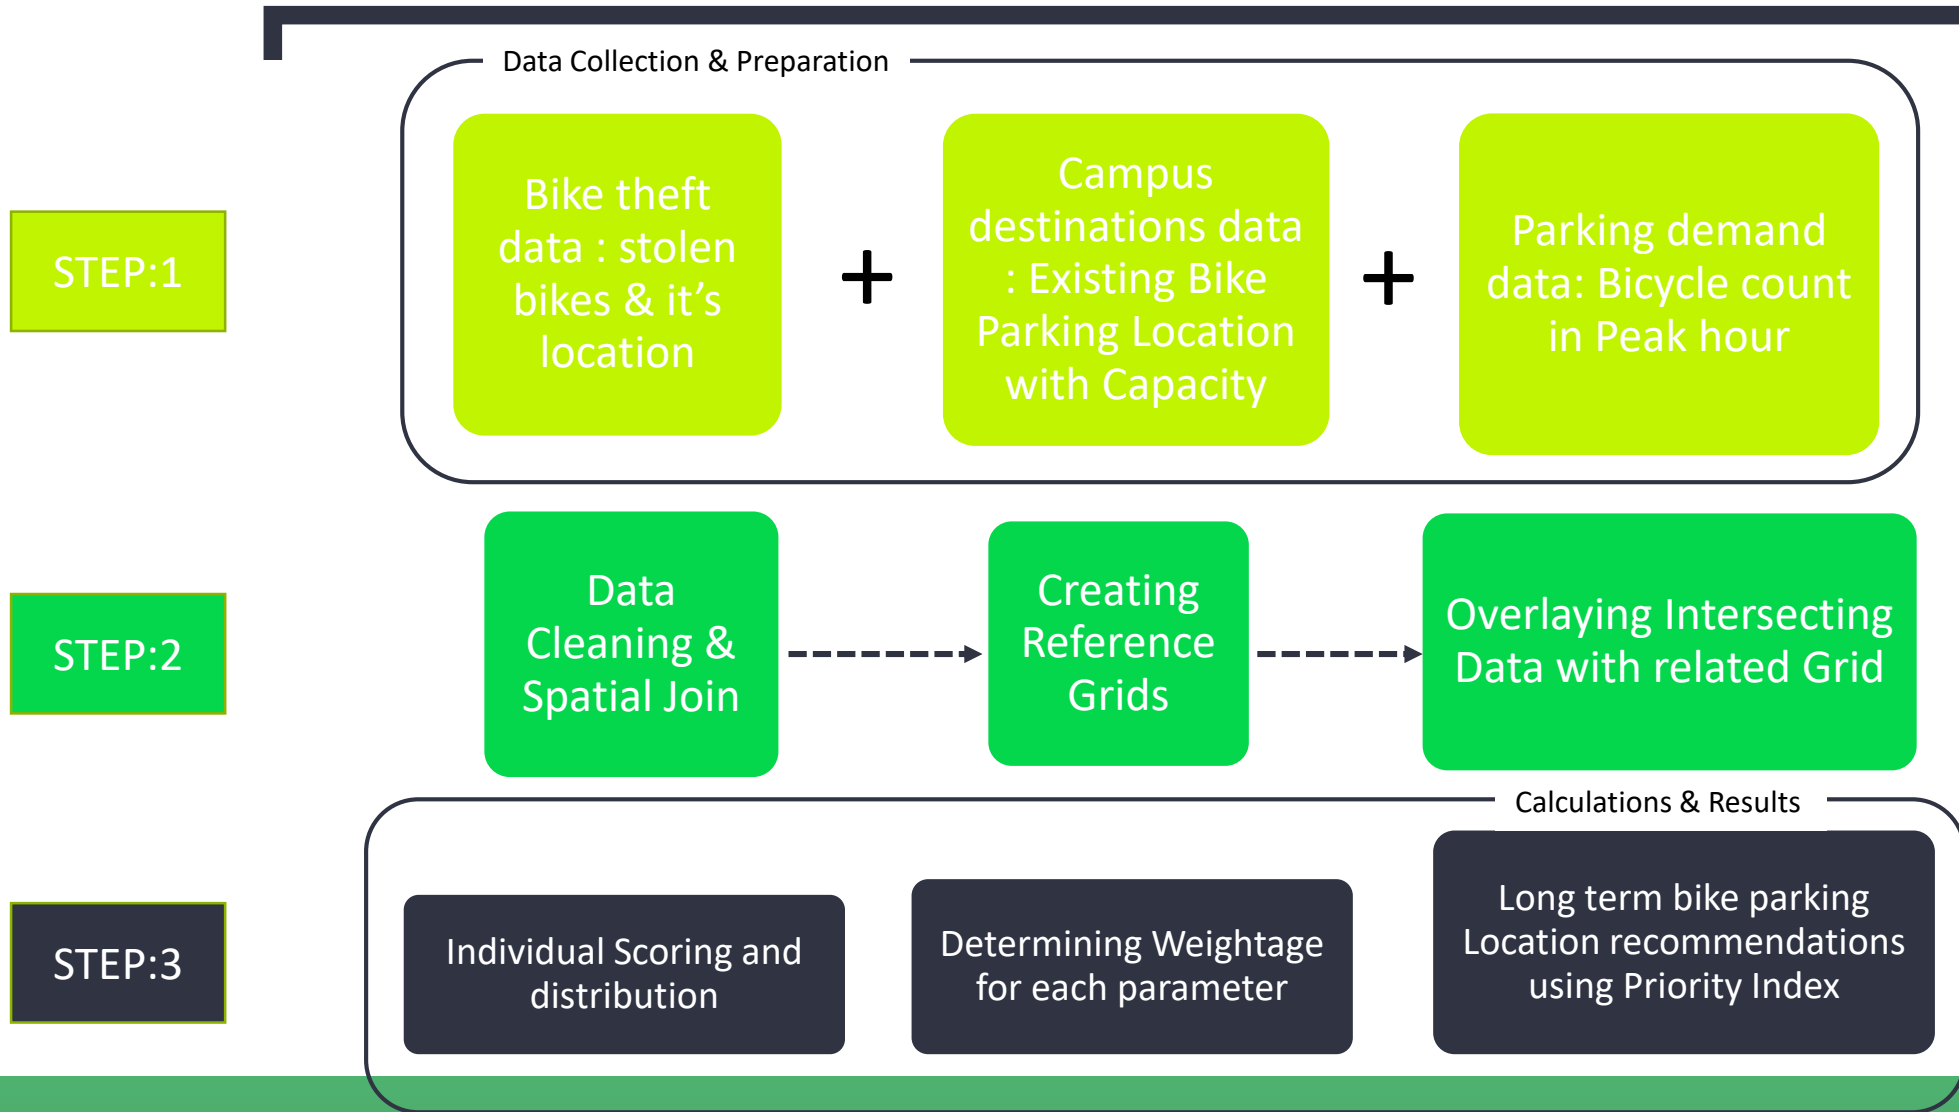 Data Collection & Preparation
STEP:1
Bike theft
data : stolen
bikes & it’s
location
+
Campus
destinations data
: Existing Bike
Parking Location
with Capacity
+
Parking demand
data: Bicycle count
in Peak hour
STEP:2
Data
Cleaning &
Spatial Join
Creating
Reference
Grids
Overlaying Intersecting
Data with related Grid
Calculations & Results
STEP:3
Individual Scoring and
distribution
Determining Weightage
for each parameter
Long term bike parking
Location recommendations
using Priority Index